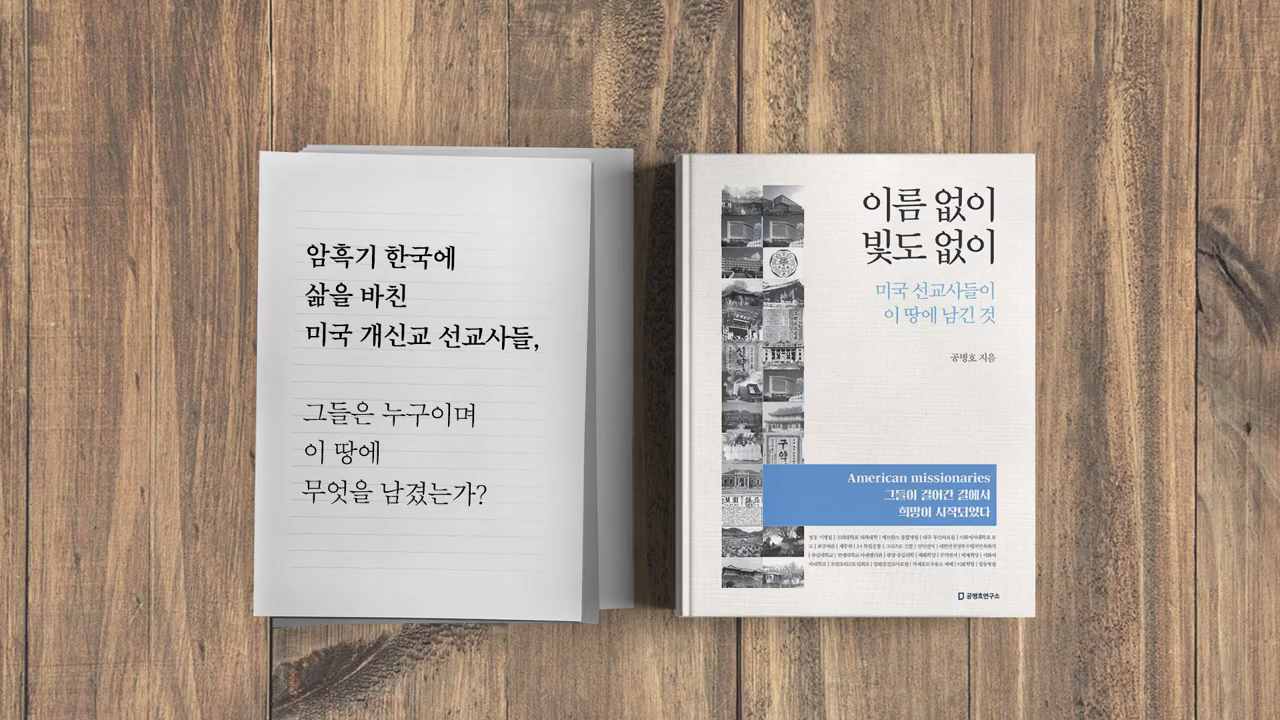 암흑기 한국에
삶을 바친
미국 개신교 선교사들,
그들은 누구이며
이 땅에
무엇을 남겼는가?
이름 없이
빛도 없이
미국 선교사들이
이 땅에 남긴 것
공병호 지음
신약
구약
American missionaries
그들이 걸어간 길에서
희망이 시작되었다
공병호연구소